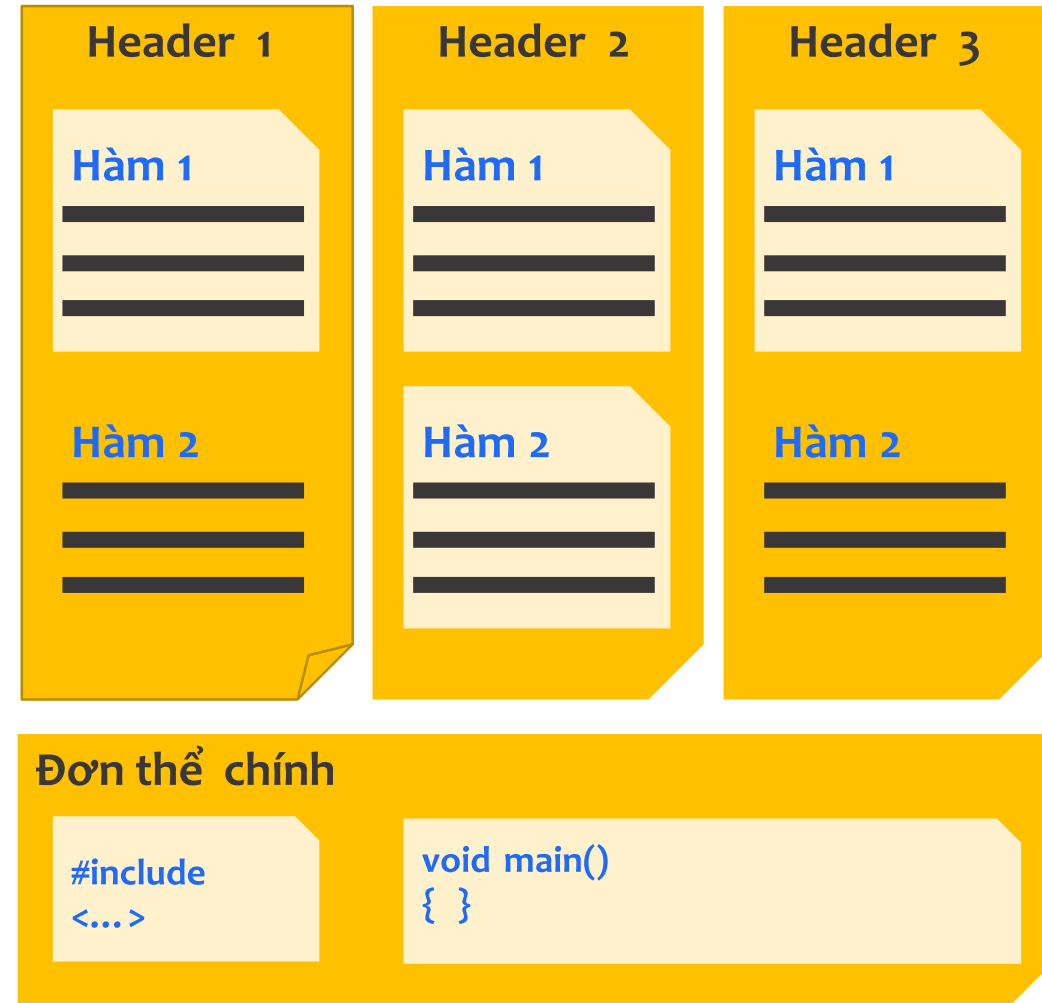 Header 1
Hàm 1
Hàm 2
Header 2
Hàm 1
Hàm 2
Header 3
Hàm 1
Hàm 2
Đơn thể chính
#include
<... >
void main()
{ }